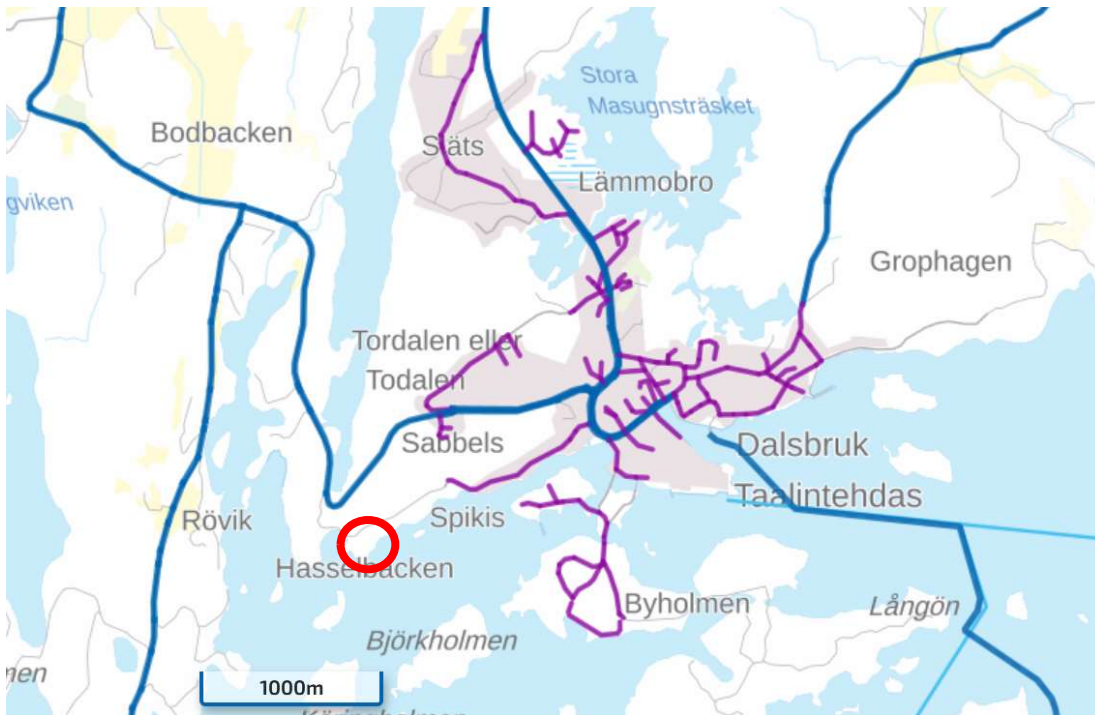 Stora
Masugnsträsket
Bodbacken
Släts
Lämmobro
gviken
Grophagen
Tordalen eller
Todalen
Sabbels
Dalsbruk
Taalintehdas
Rövik
Spikis
Hasselbacken
Byholmen
Långön
Björkholmen
1000m